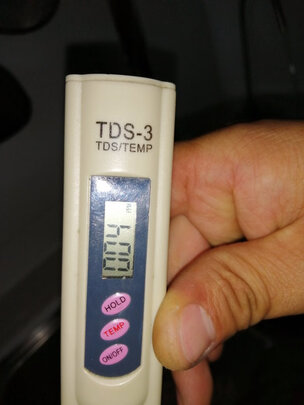 TDS-3
TDS/TEMP
004
HOLD
TEMP
ON/OFF